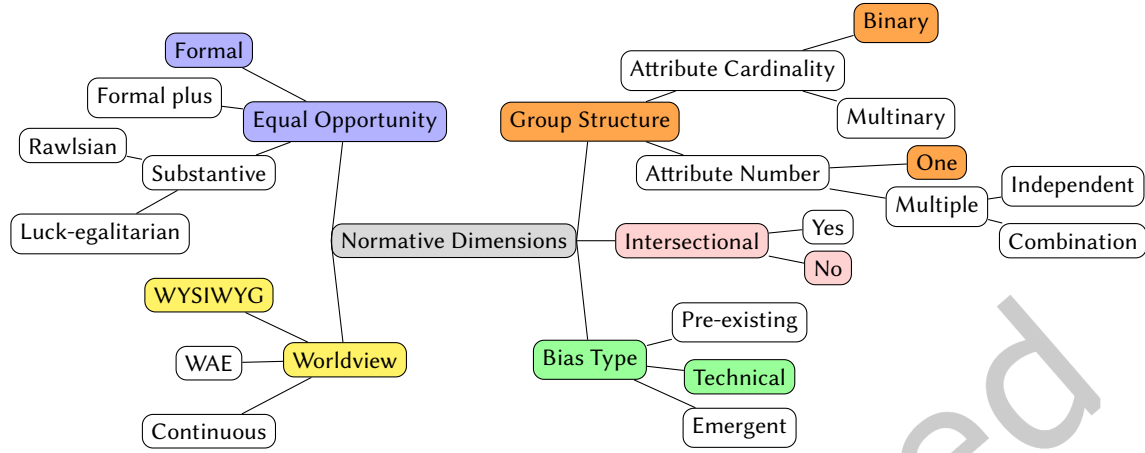 Formal
Formal plus
Equal Opportunity
Rawlsian
Substantive
Luck-egalitarian
Normative Dimensions
WYSIWYG
WAE
Worldview
Continuous
Binary
Attribute Cardinality
Group Structure
Multinary
Attribute Number
One
Multiple
Independent
Combination
Intersectional
Yes
No
Pre-existing
Bias Type
Technical
Emergent
ed